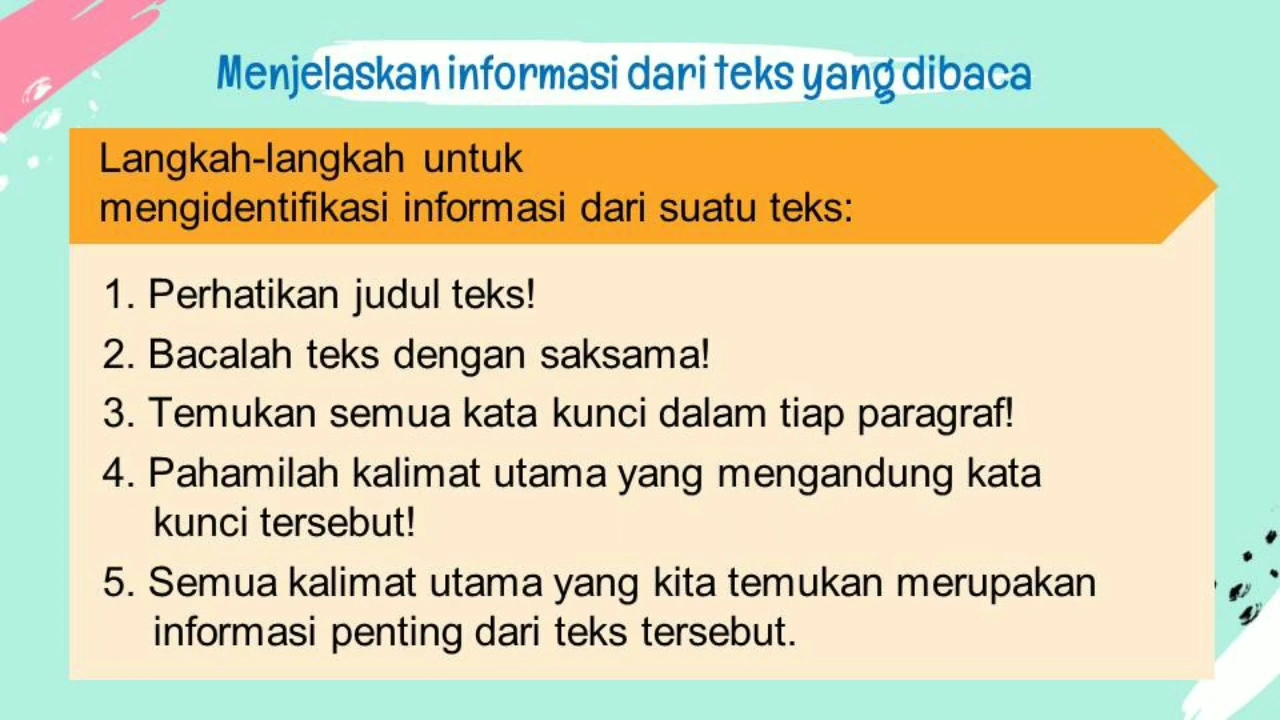 Menjelaskan informasi dari teks yang dibaca
Langkah-langkah untuk
mengidentifikasi informasi dari suatu teks:
1. Perhatikan judul teks!
2. Bacalah teks dengan saksama!
3. Temukan semua kata kunci dalam tiap paragraf!
4. Pahamilah kalimat utama yang mengandung kata
kunci tersebut!
5. Semua kalimat utama yang kita temukan merupakan
informasi penting dari teks tersebut.